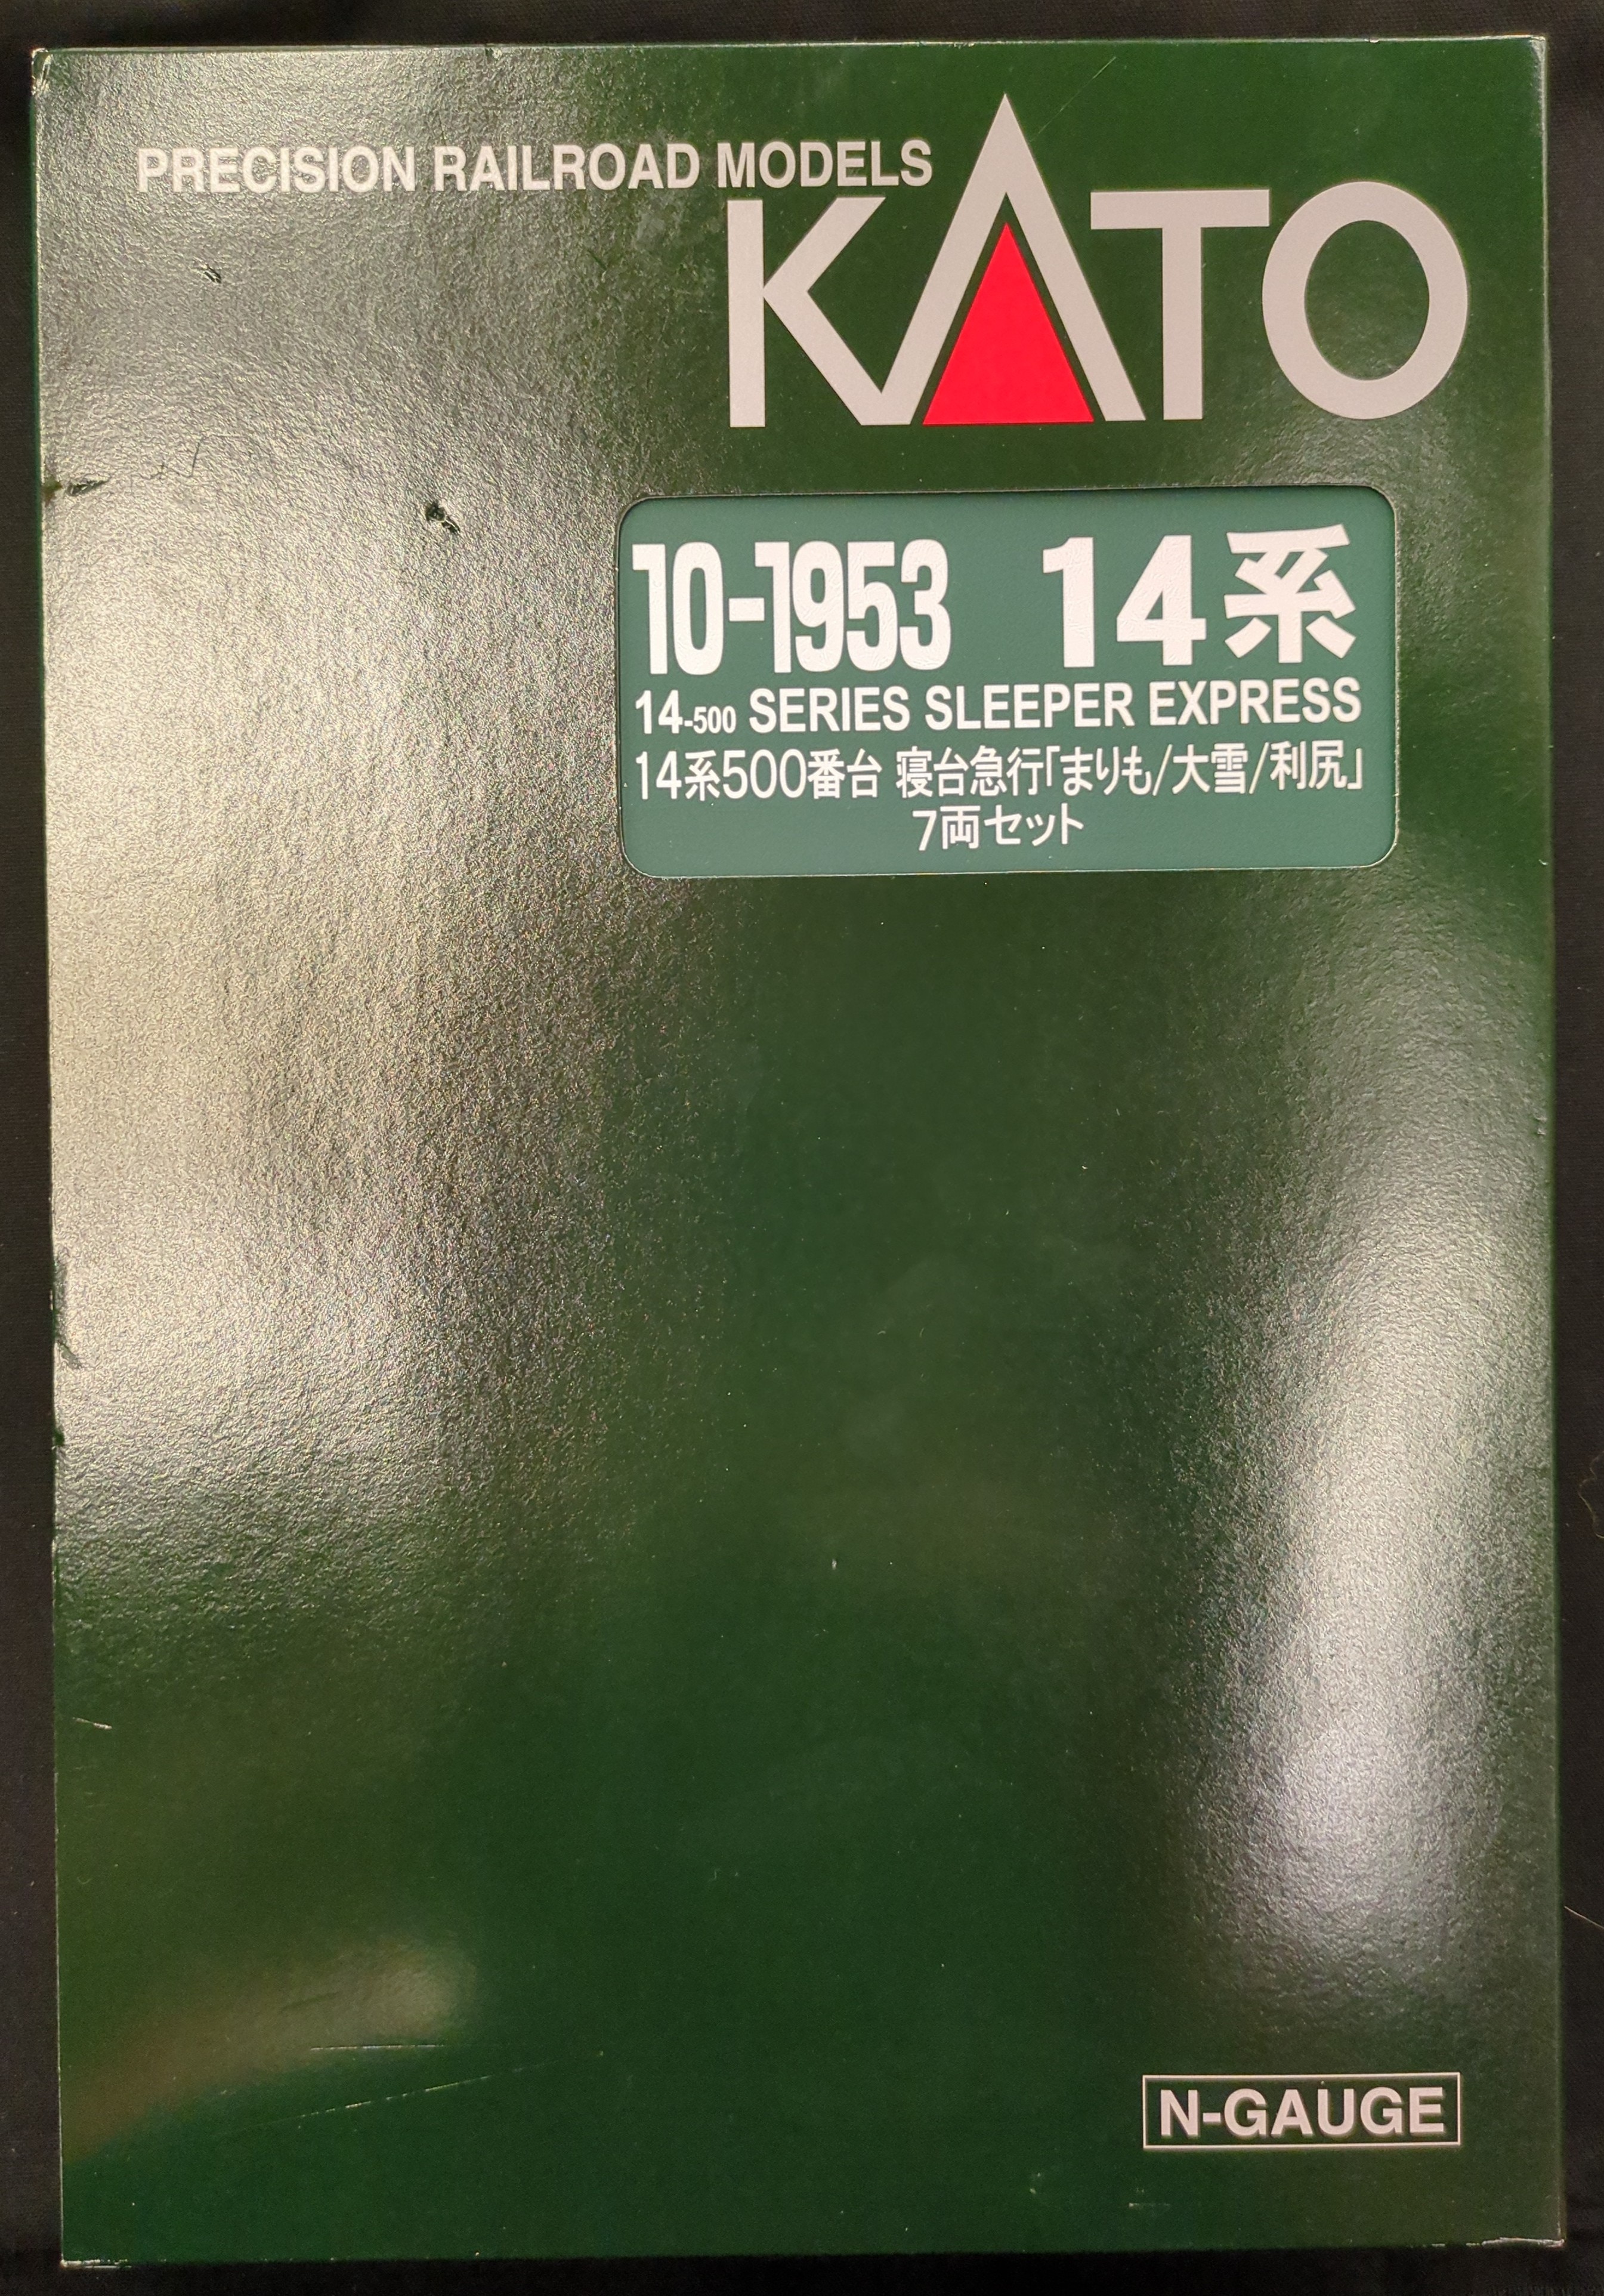 PRECISION RAILROAD MODELS
KATO
10-1953 14系
14-500 SERIES SLEEPER EXPRESS
14系500番台 寝台急行「まりも/大雪/利尻」
7両セット
N-GAUGE